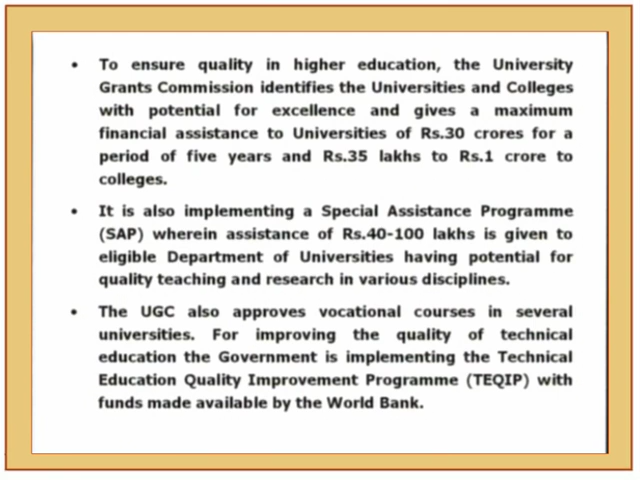 • To ensure quality in higher education, the University
Grants Commission identifies the Universities and Colleges
with potential for excellence and gives a maximum
financial assistance to Universities of Rs.30 crores for a
period of five years and Rs.35 lakhs to Rs.1 crore to
colleges.
• It is also implementing a Special Assistance Programme
(SAP) wherein assistance of Rs.40-100 lakhs is given to
eligible Department of Universities having potential for
quality teaching and research in various disciplines.
• The UGC also approves vocational courses in several
universities. For improving the quality of technical
education the Government is implementing the Technical
Education Quality Improvement Programme (TEQIP) with
funds made available by the World Bank.